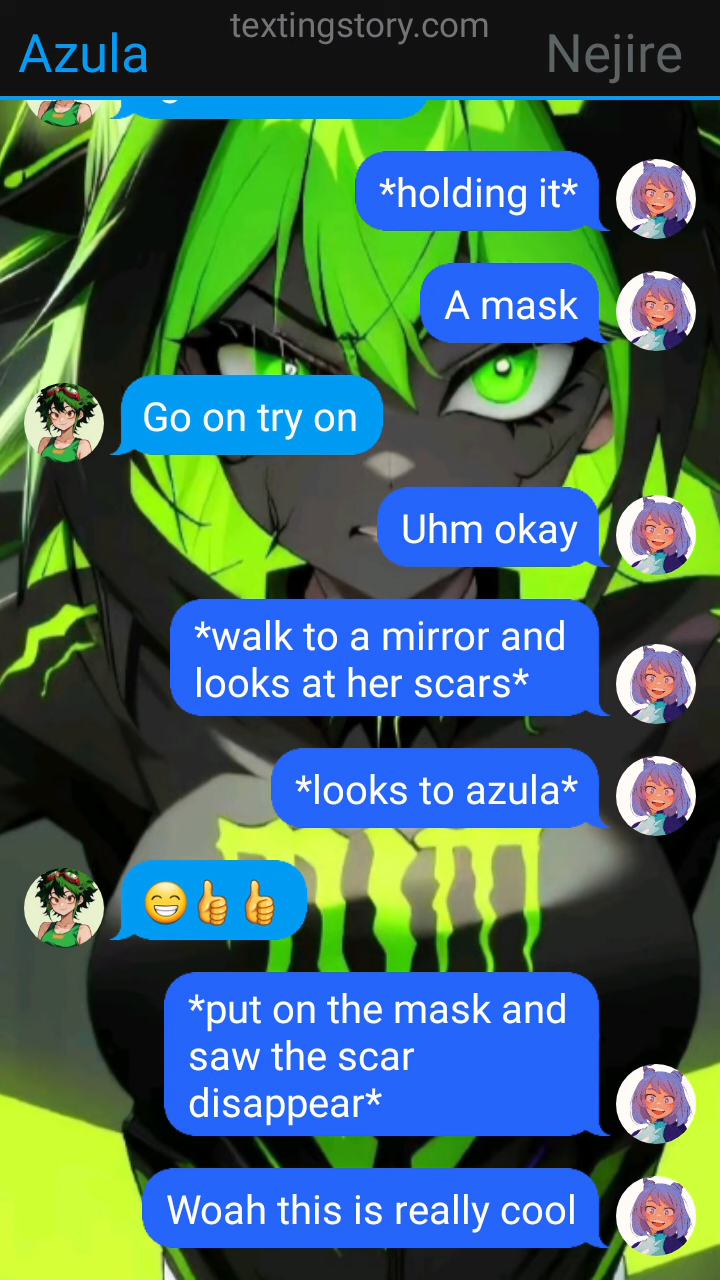 textingstory.com
Azula
Nejire
*holding it*
A mask
Go on try on
Uhm okay
*walk to a mirror and
looks at her scars*
*looks to azula*
😁👍👍
*put on the mask and
saw the scar
disappear*
Woah this is really cool